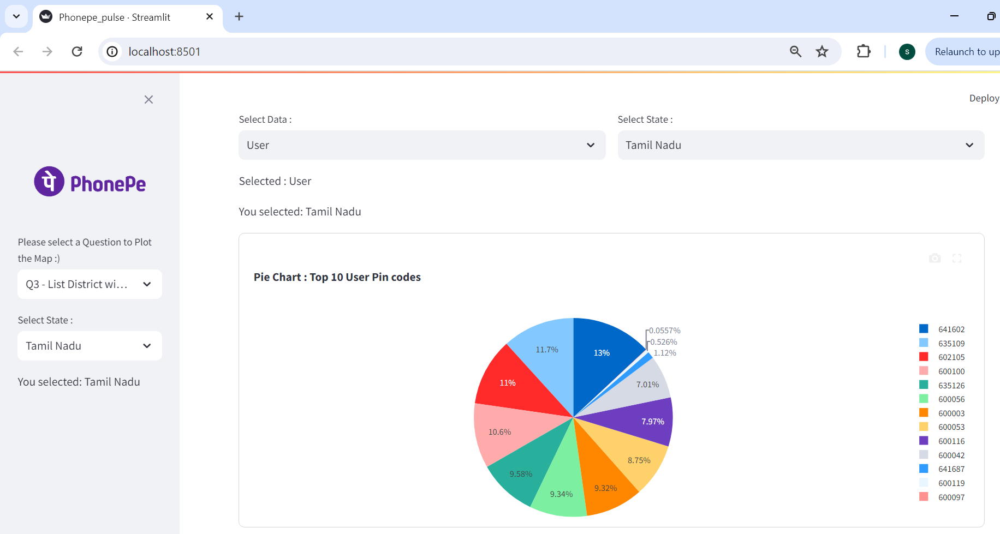 Phonepe_pulse · Streamlit
localhost:8501
S
Relaunch to up
Deploy
पे PhonePe
Please select a Question to Plot
the Map :)
Q3 - List District wi...
Select State :
Tamil Nadu
You selected: Tamil Nadu
Select Data :
User
Select State :
Tamil Nadu
Selected : User
You selected: Tamil Nadu
Pie Chart : Top 10 User Pin codes
13%
0.0557%
0.526%
1.12%
7.01%
7.97%
8.75%
9.32%
9.34%
9.58%
10.6%
11%
11.7%
641602
635109
602105
600100
635126
600056
600003
600053
600116
600042
641687
600119
600097